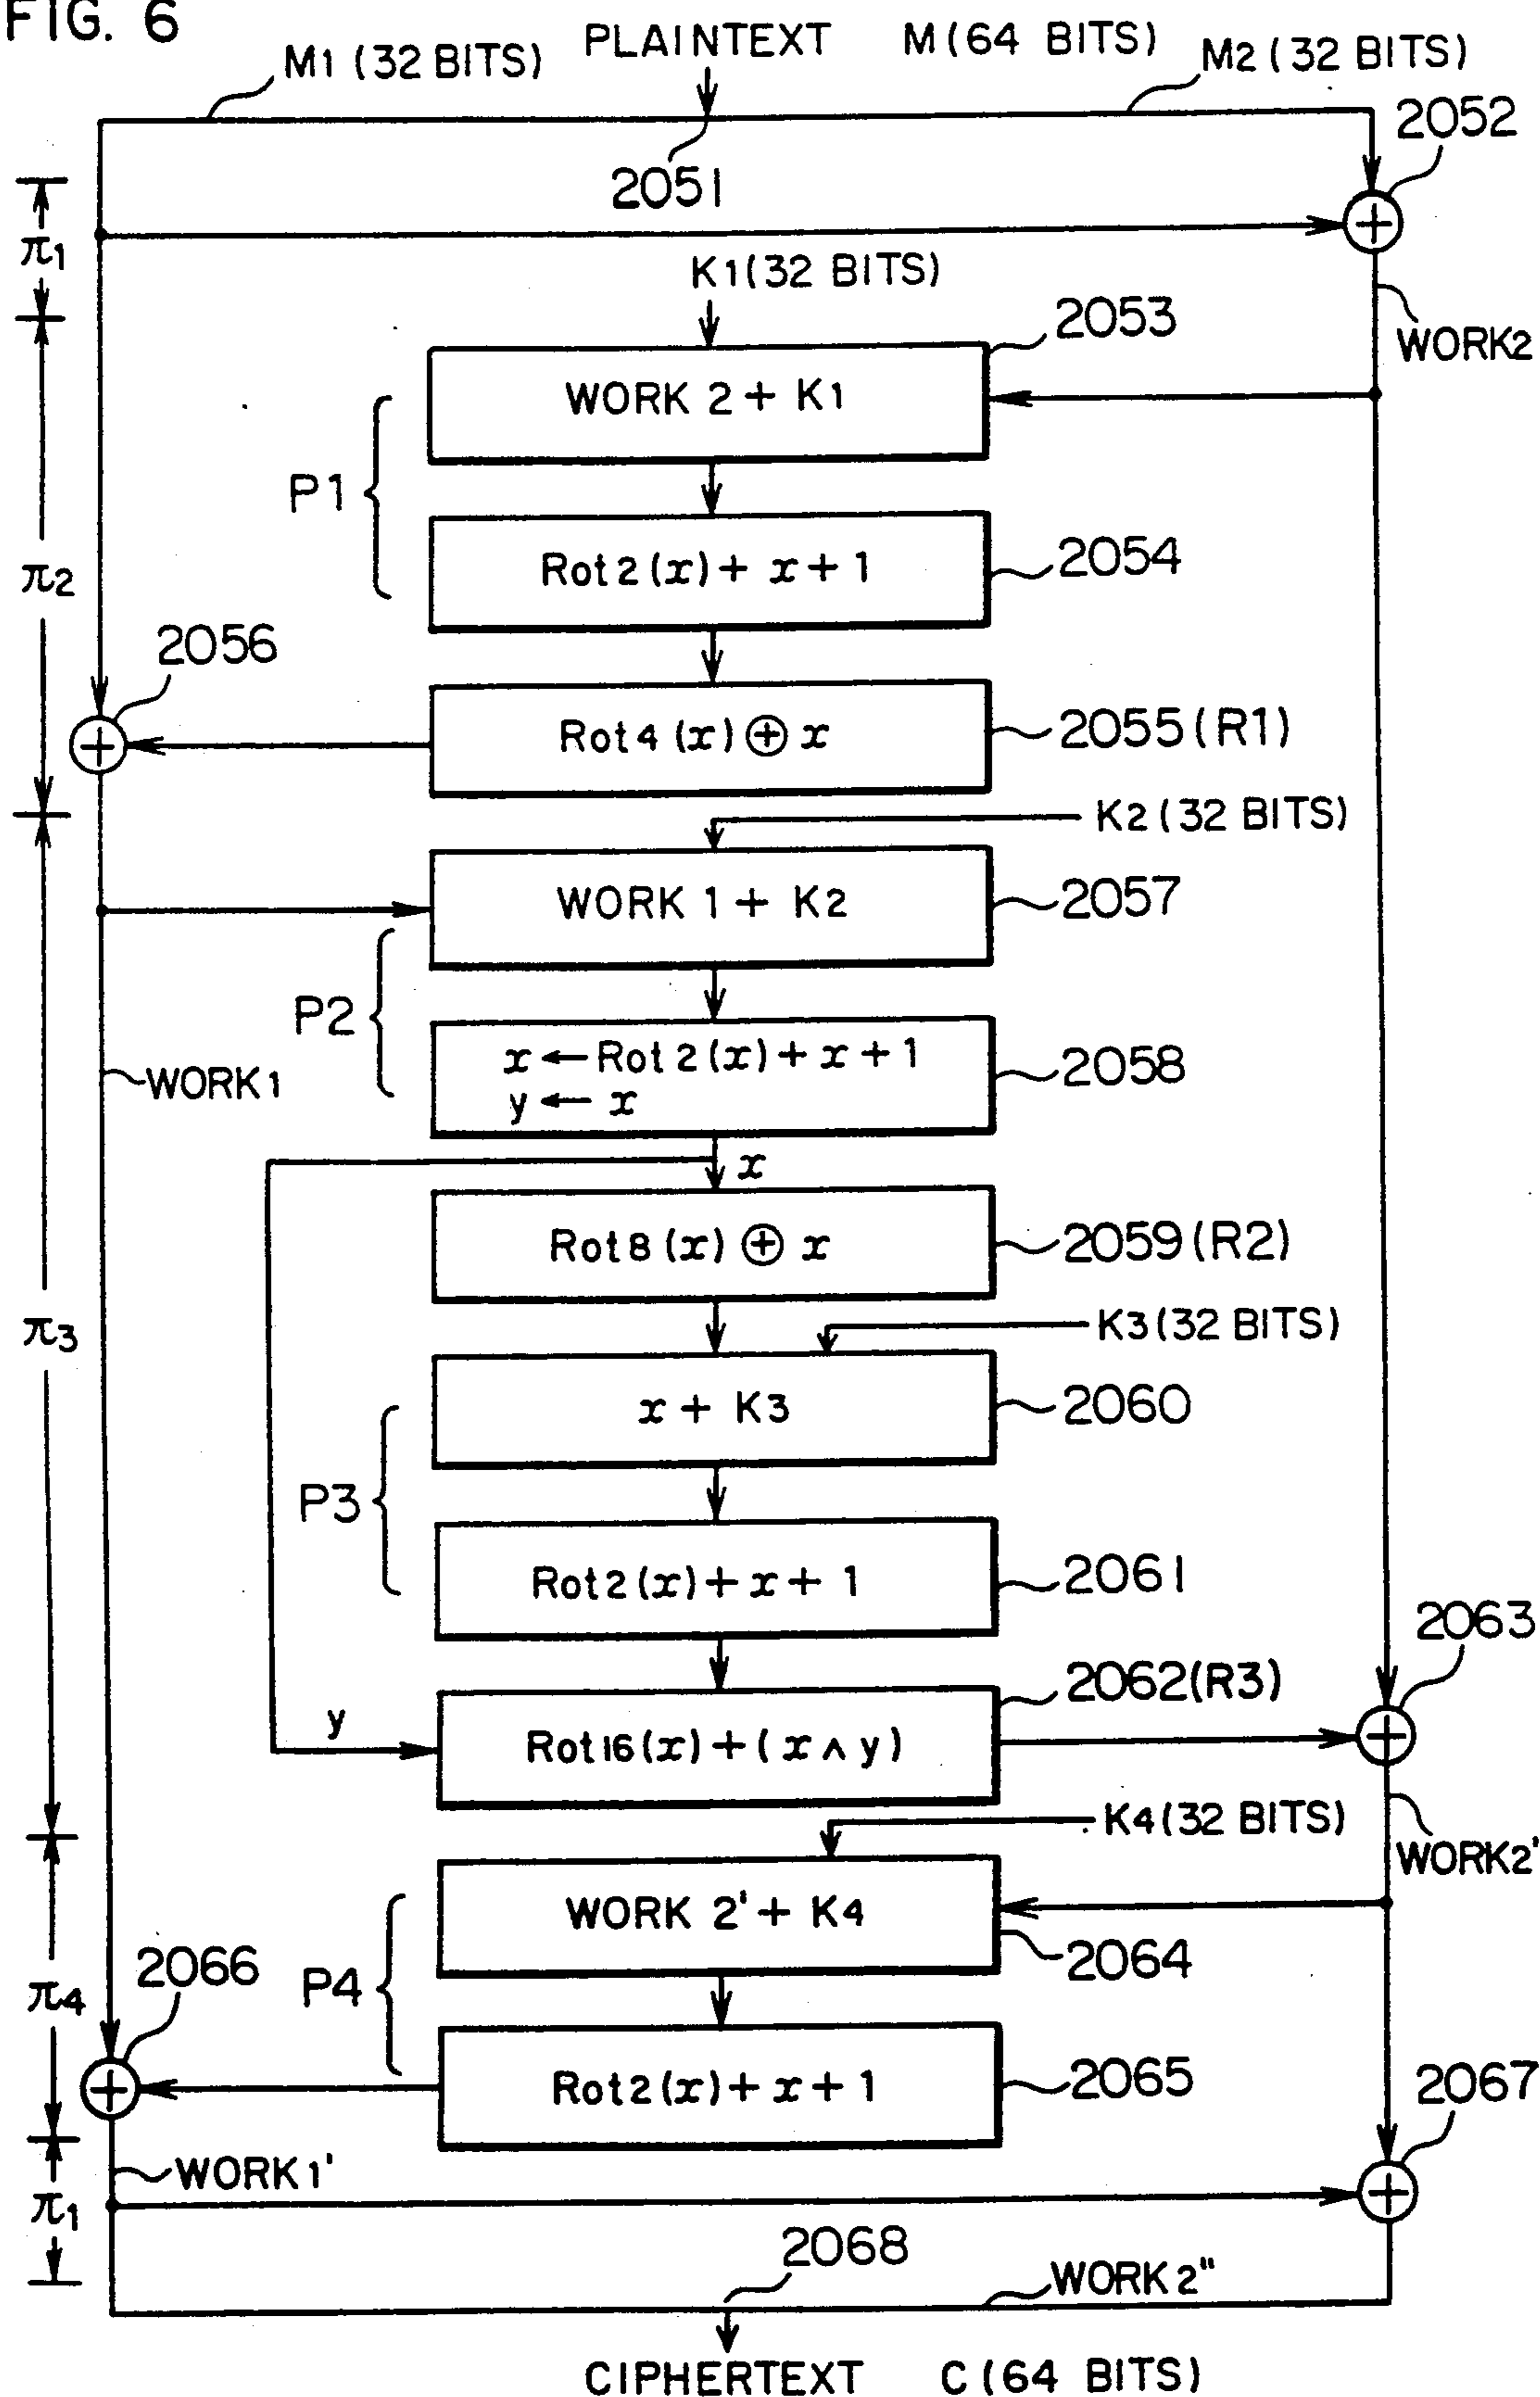 FIG. 6
PLAINTEXT M (64 BITS)
M1 (32 BITS)
M2 (32 BITS)
2051
2052
π1
K1 (32 BITS)
2053
WORK2
WORK 2 + K1
P1
2054
Rot 2 (x) + x + 1
π2
2056
Rot 4 (x) ⊕ x
2055 (R1)
K2 (32 BITS)
WORK 1 + K2
2057
P2
x ← Rot 2 (x) + x + 1
y ← x
2058
WORK1
x
Rot 8 (x) ⊕ x
2059 (R2)
π3
K3 (32 BITS)
x + K3
2060
P3
Rot 2 (x) + x + 1
2061
2063
2062 (R3)
y
Rot 16 (x) + (x ∧ y)
K4 (32 BITS)
WORK2'
WORK 2' + K4
2064
2066
P4
π4
Rot 2 (x) + x + 1
2065
2067
WORK1'
π1
2068
WORK 2"
CIPHERTEXT C (64 BITS)